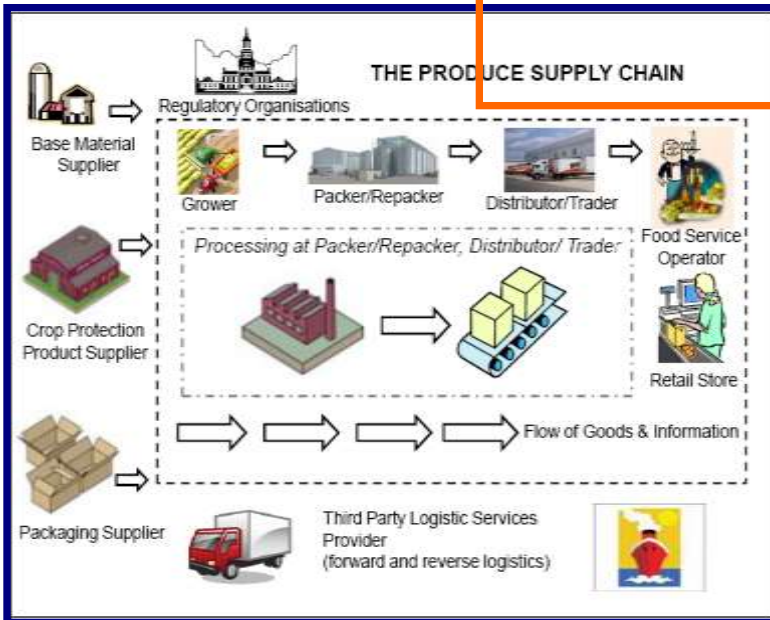 THE PRODUCE SUPPLY CHAIN
Regulatory Organisations
Base Material
Supplier
Grower
Packer/Repacker
Distributor/Trader
Food Service
Operator
Processing at Packer/Repacker, Distributor/ Trader
Crop Protection
Product Supplier
Retail Store
Flow of Goods & Information
Packaging Supplier
Third Party Logistic Services
Provider
(forward and reverse logistics)